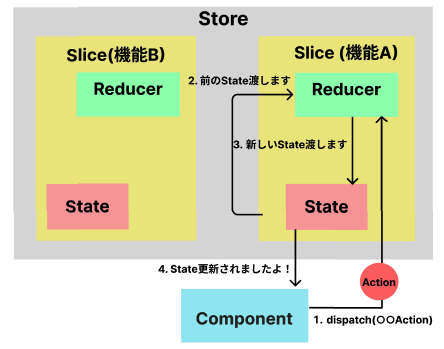 Store
Slice(機能B)
Slice (機能A)
Reducer
2. 前のState渡します
Reducer
3. 新しいState渡します
State
State
4. State更新されましたよ！
Action
Component
1. dispatch(○○Action)